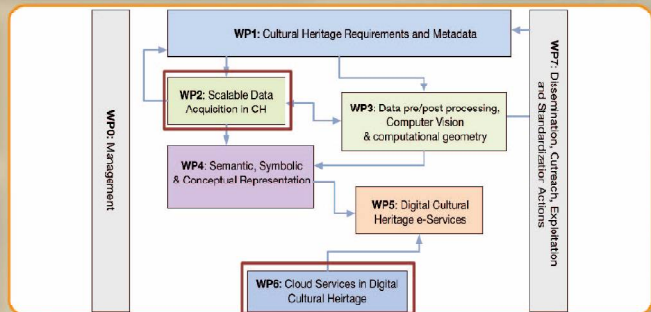 WP1: Cultural Heritage Requirements and Metadata
WP0: Management
WP2: Scalable Data
Acquisition in CH
WP3: Data pre/post processing,
Computer Vision
& computational geometry
WP4: Semantic, Symbolic
& Conceptual Representation
WP5: Digital Cultural
Heritage e-Services
WP6: Cloud Services in Digital
Cultural Heirtage
WP7: Dissemination, Outreach, Exploitation
and Standardization Actions